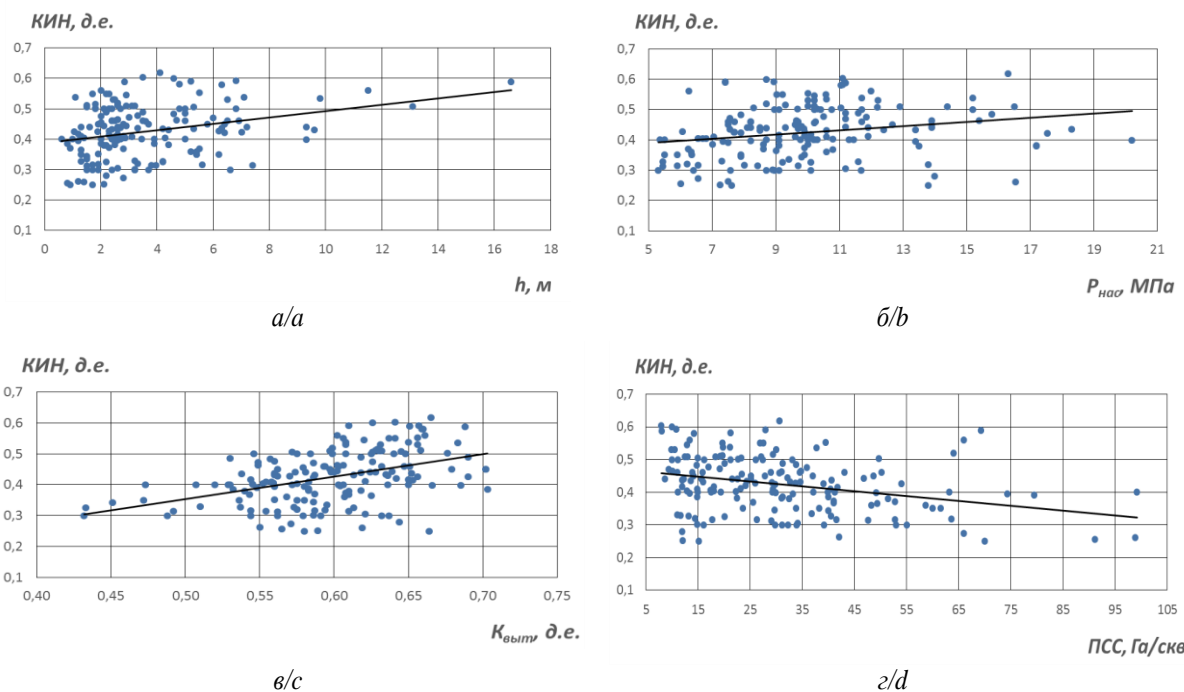 КИН, д.е.
0,7
0,6
0,5
0,4
0,3
0,2
0,1
0 2 4 6 8 10 12 14 16 18
h, м
а/a
КИН, д.е.
0,7
0,6
0,5
0,4
0,3
0,2
0,1
5 7 9 11 13 15 17 19 21
Pнас, МПа
б/b
КИН, д.е.
0,7
0,6
0,5
0,4
0,3
0,2
0,1
0,40 0,45 0,50 0,55 0,60 0,65 0,70 0,75
Kвыт, д.е.
в/c
КИН, д.е.
0,7
0,6
0,5
0,4
0,3
0,2
0,1
5 15 25 35 45 55 65 75 85 95 105
ПСС, Га/скв
г/d